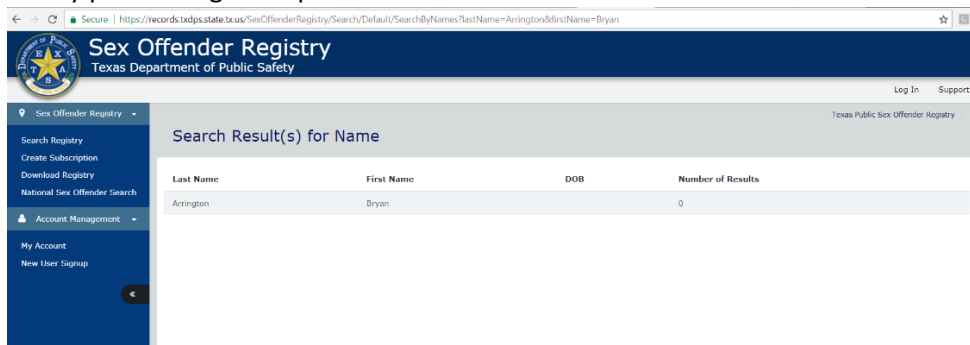 Secure | https://records.txdps.state.tx.us/SexOffenderRegistry/Search/Default/SearchByNames?lastName=Arrington&firstName=Bryan
Sex Offender Registry
Texas Department of Public Safety
Log In Support
Sex Offender Registry
Texas Public Sex Offender Registry /
Search Registry
Search Result(s) for Name
Create Subscription
Download Registry
National Sex Offender Search
Last Name First Name DOB Number of Results
Arrington Bryan 0
Account Management
My Account
New User Signup
«